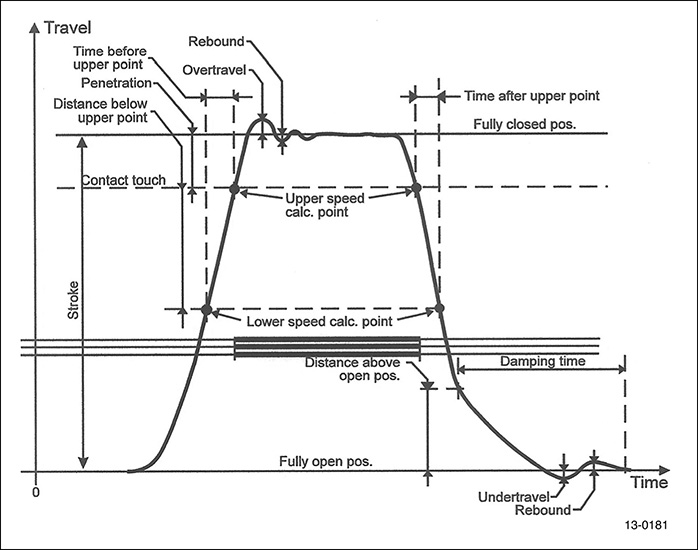 Travel
Rebound
Time before
upper point
Overtravel
Penetration
Distance below
upper point
Time after upper point
Fully closed pos.
Contact touch
Upper speed
calc. point
Stroke
Lower speed calc. point
Distance above
open pos.
Damping time
Fully open pos.
Time
0
Undertravel
Rebound
13-0181